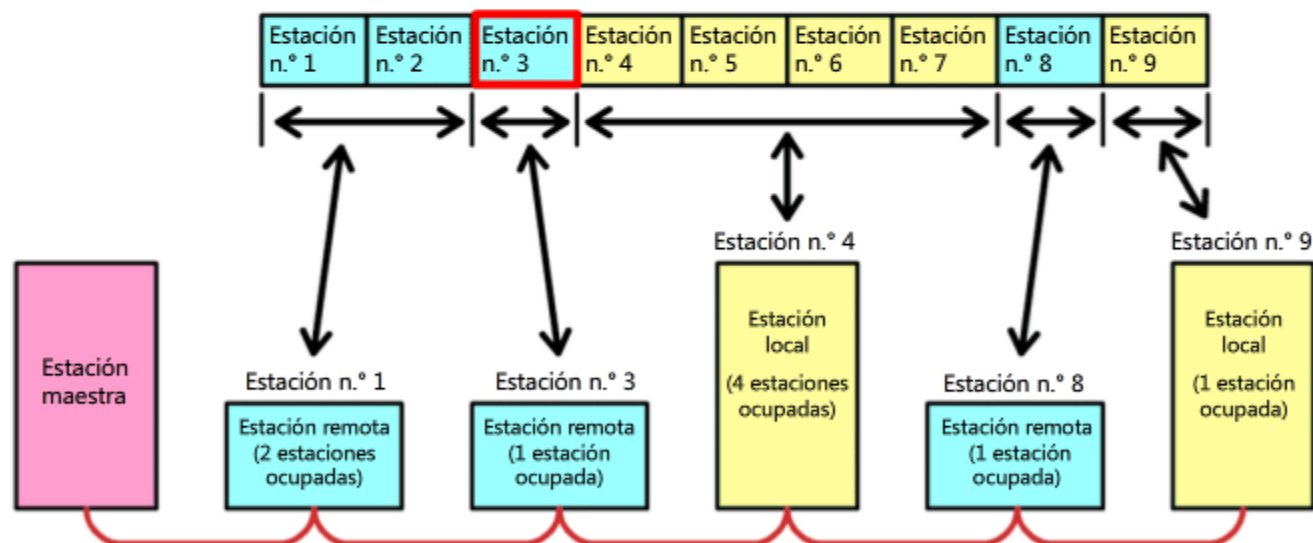 Estación
n.° 1
Estación
n.° 2
Estación
n.° 3
Estación
n.° 4
Estación
n.° 5
Estación
n.° 6
Estación
n.° 7
Estación
n.° 8
Estación
n.° 9
Estación n.° 4
Estación n.° 9
Estación
maestra
Estación n.° 1
Estación remota
(2 estaciones
ocupadas)
Estación n.° 3
Estación remota
(1 estación
ocupada)
Estación
local
(4 estaciones
ocupadas)
Estación n.° 8
Estación remota
(1 estación
ocupada)
Estación
local
(1 estación
ocupada)